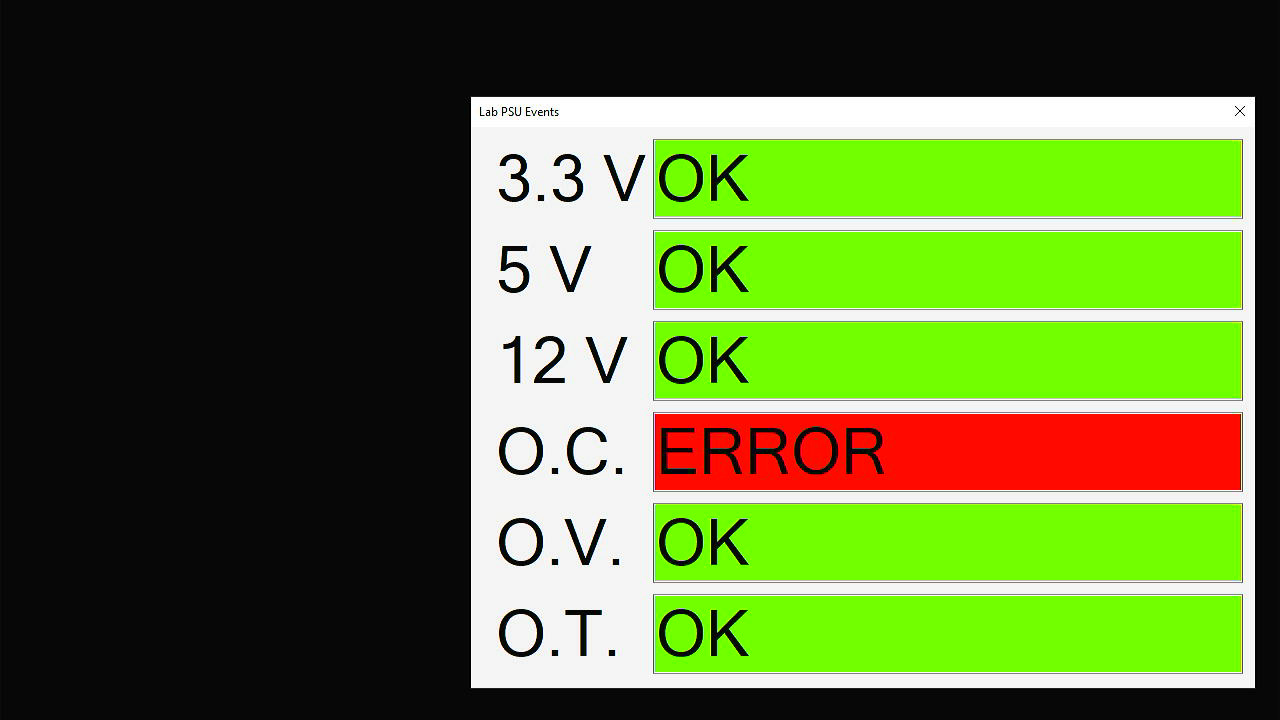 Lab PSU Events
3.3 V OK
5 V OK
12 V OK
O.C. ERROR
O.V. OK
O.T. OK